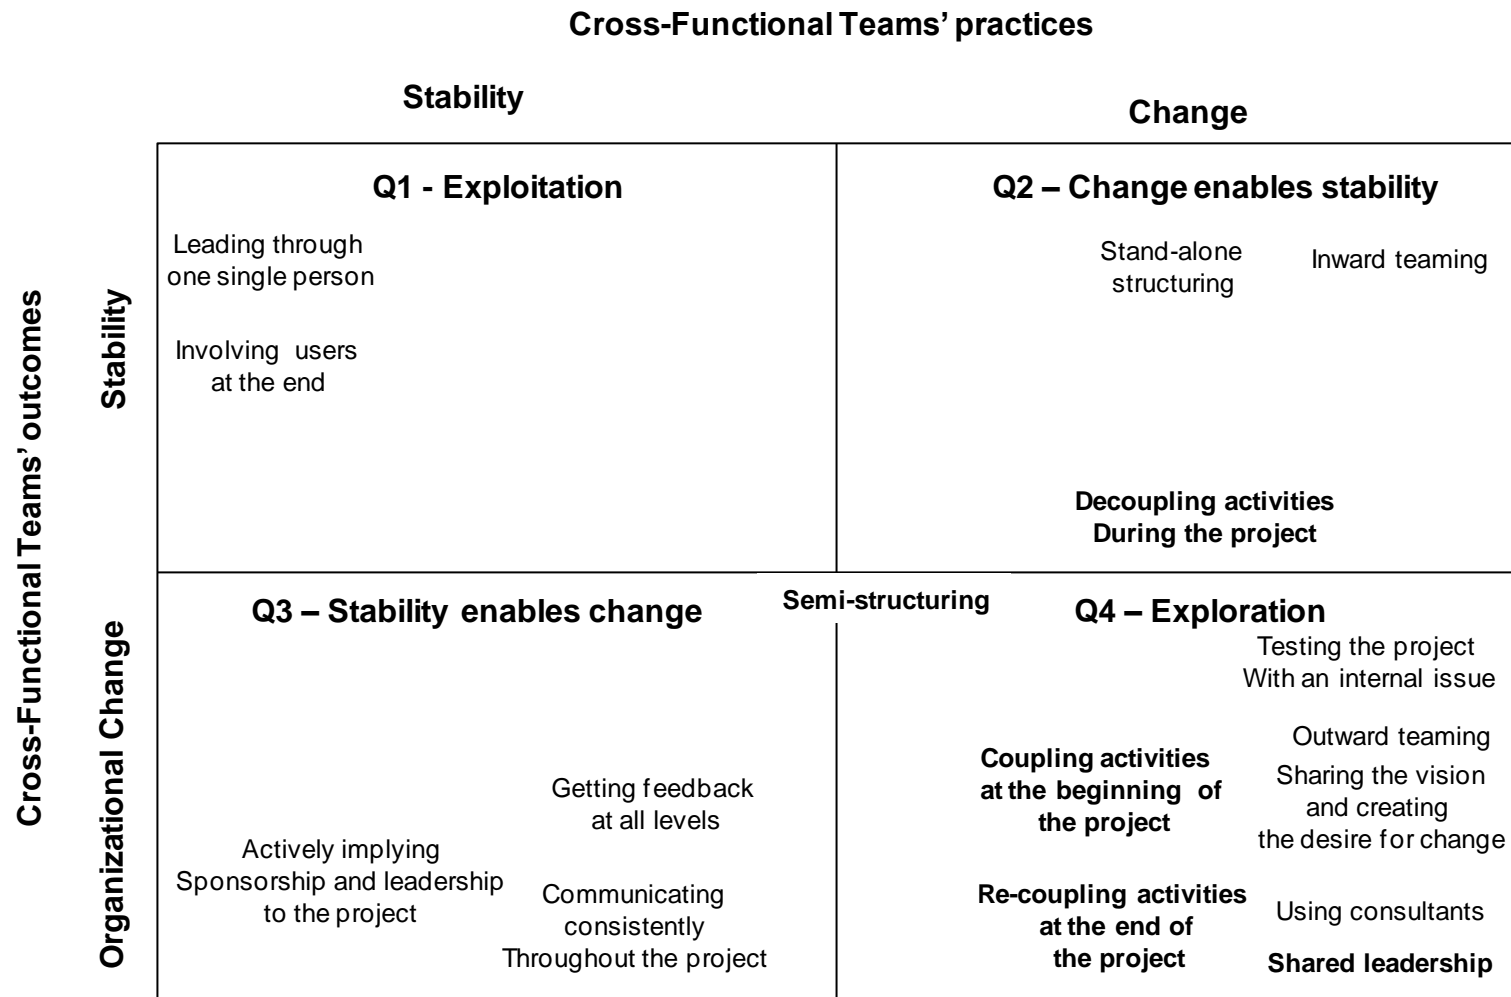 Cross-Functional Teams' practices
Stability
Change
Cross-Functional Teams' outcomes
Stability
Q1 - Exploitation
Leading through
one single person
Involving users
at the end
Q2 – Change enables stability
Stand-alone
structuring
Inward teaming
Decoupling activities
During the project
Semi-structuring
Organizational Change
Q3 – Stability enables change
Getting feedback
at all levels
Actively implying
Sponsorship and leadership
to the project
Communicating
consistently
Throughout the project
Q4 – Exploration
Testing the project
With an internal issue
Outward teaming
Coupling activities
at the beginning of
the project
Sharing the vision
and creating
the desire for change
Re-coupling activities
at the end of
the project
Using consultants
Shared leadership